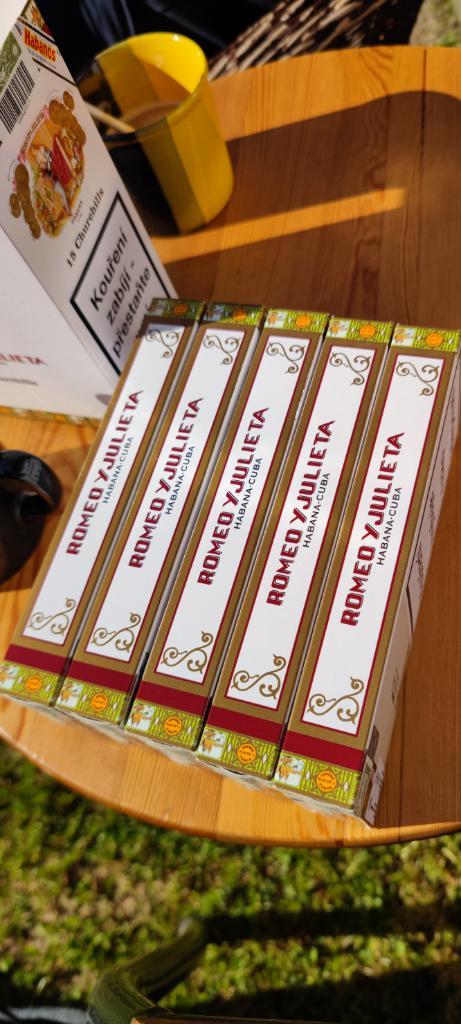 Habanos
15 Churchills
Kouření
zabíjí –
přestaňte
ROMEO Y JULIETA
HABANA·CUBA
ROMEO Y JULIETA
HABANA·CUBA
ROMEO Y JULIETA
HABANA·CUBA
ROMEO Y JULIETA
HABANA·CUBA
ROMEO Y JULIETA
HABANA·CUBA